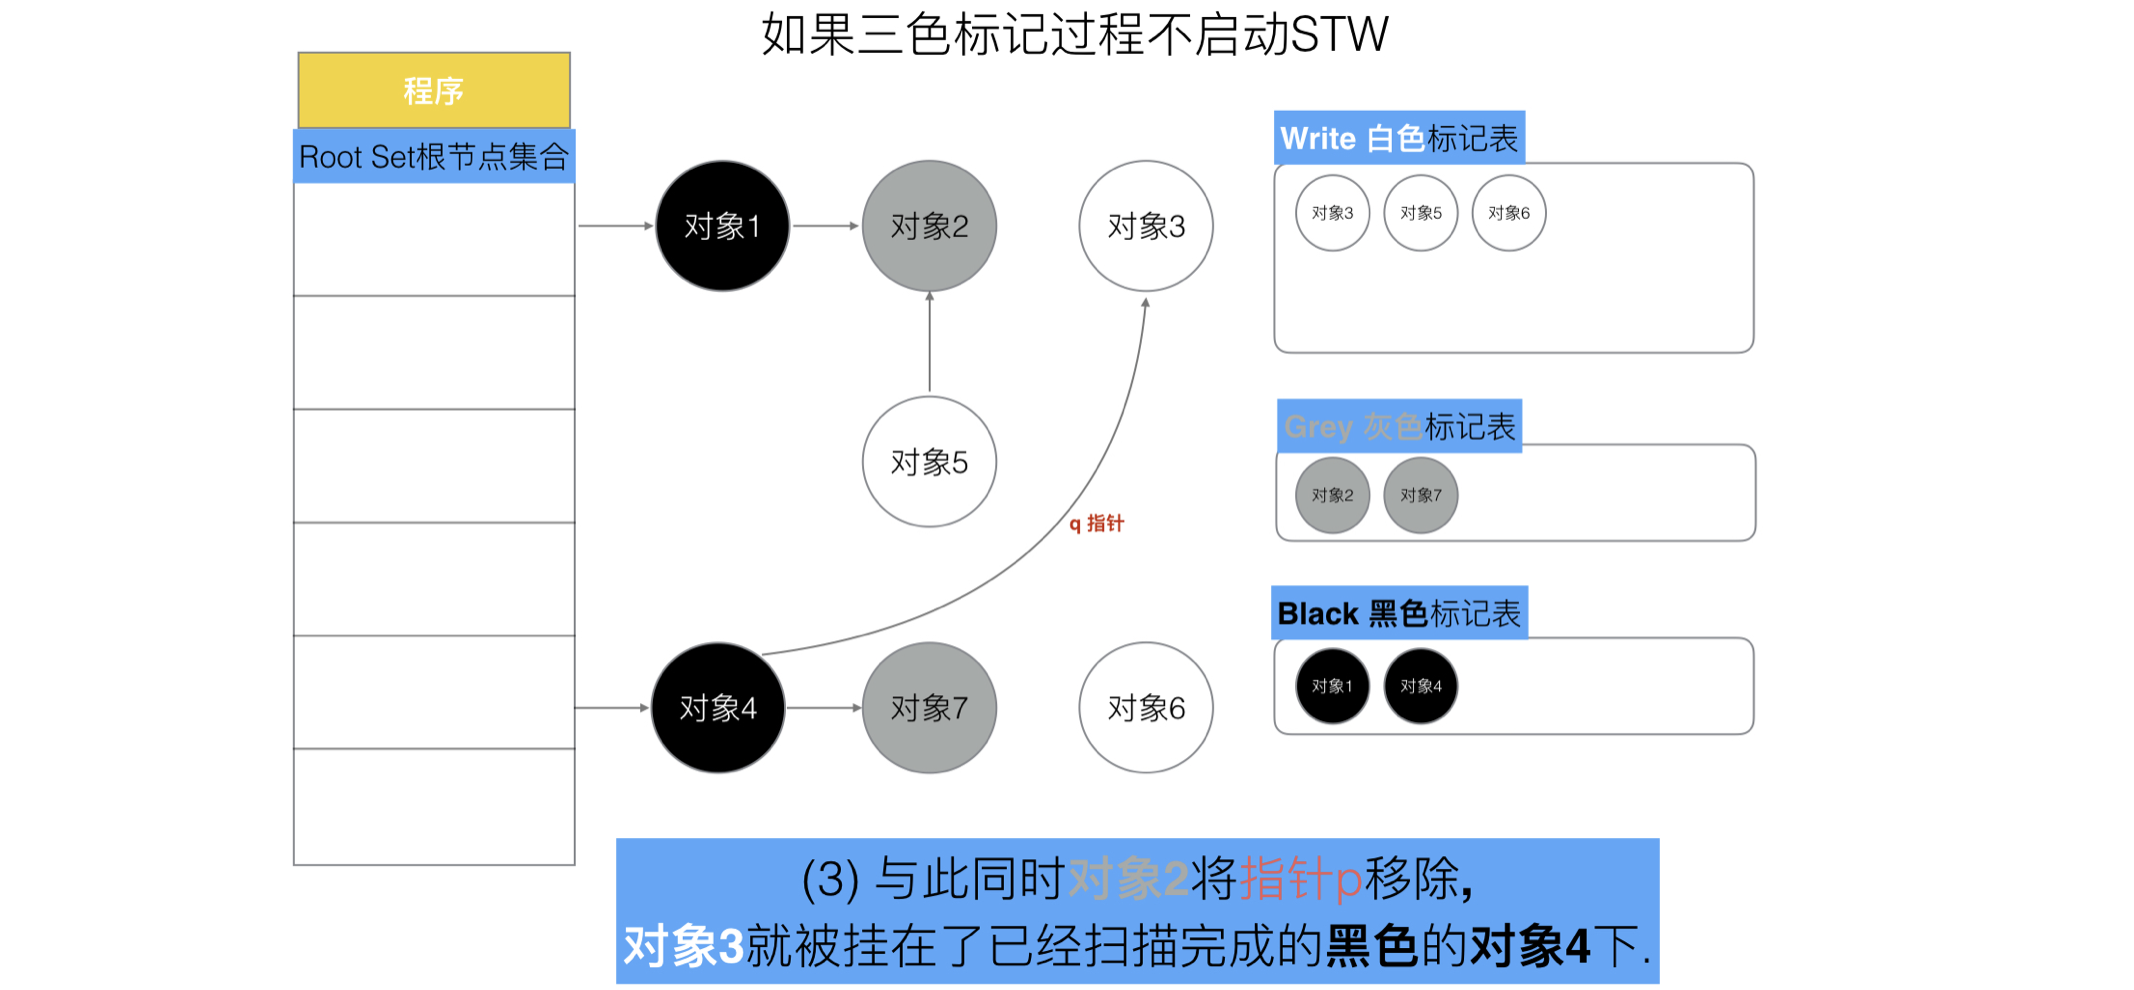 如果三色标记过程不启动STW
程序
Root Set根节点集合
对象1
对象2
对象3
对象5
q 指针
对象4
对象7
对象6
Write 白色标记表
对象3
对象5
对象6
Grey 灰色标记表
对象2
对象7
Black 黑色标记表
对象1
对象4
(3) 与此同时对象2将指针p移除,
对象3就被挂在了已经扫描完成的黑色的对象4下.